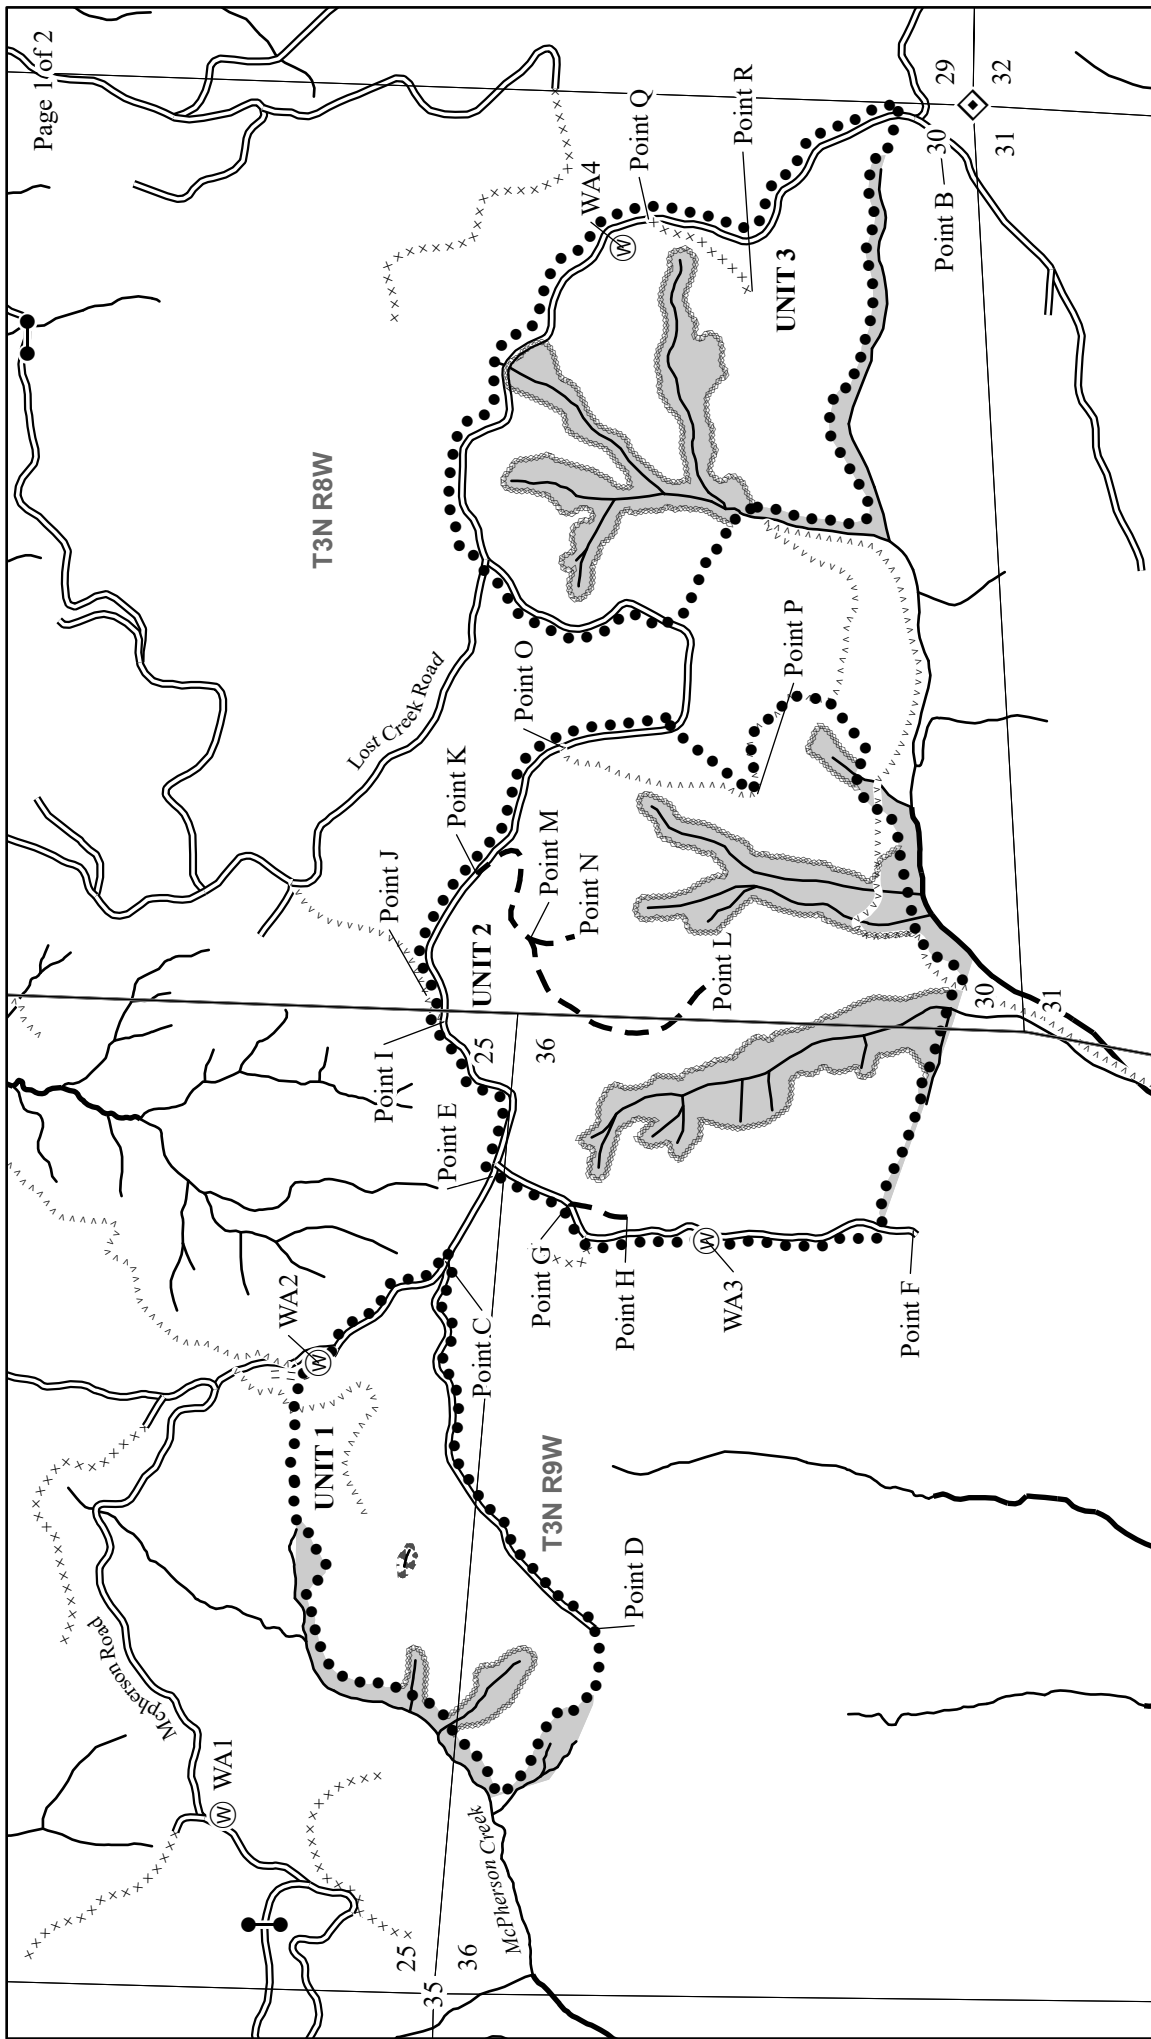 Page 1 of 2
29
32
30
31
Point B
Point R
Point Q
WA4
UNIT 3
T3N R8W
Point P
Point O
Lost Creek Road
Point K
Point M
Point J
Point N
UNIT 2
Point L
30
31
25
36
Point I
Point E
Point G
Point H
WA3
Point F
WA2
Point C
UNIT 1
T3N R9W
Point D
Mcpherson Road
WA1
McPherson Creek
25
36
35
W
W
W
W